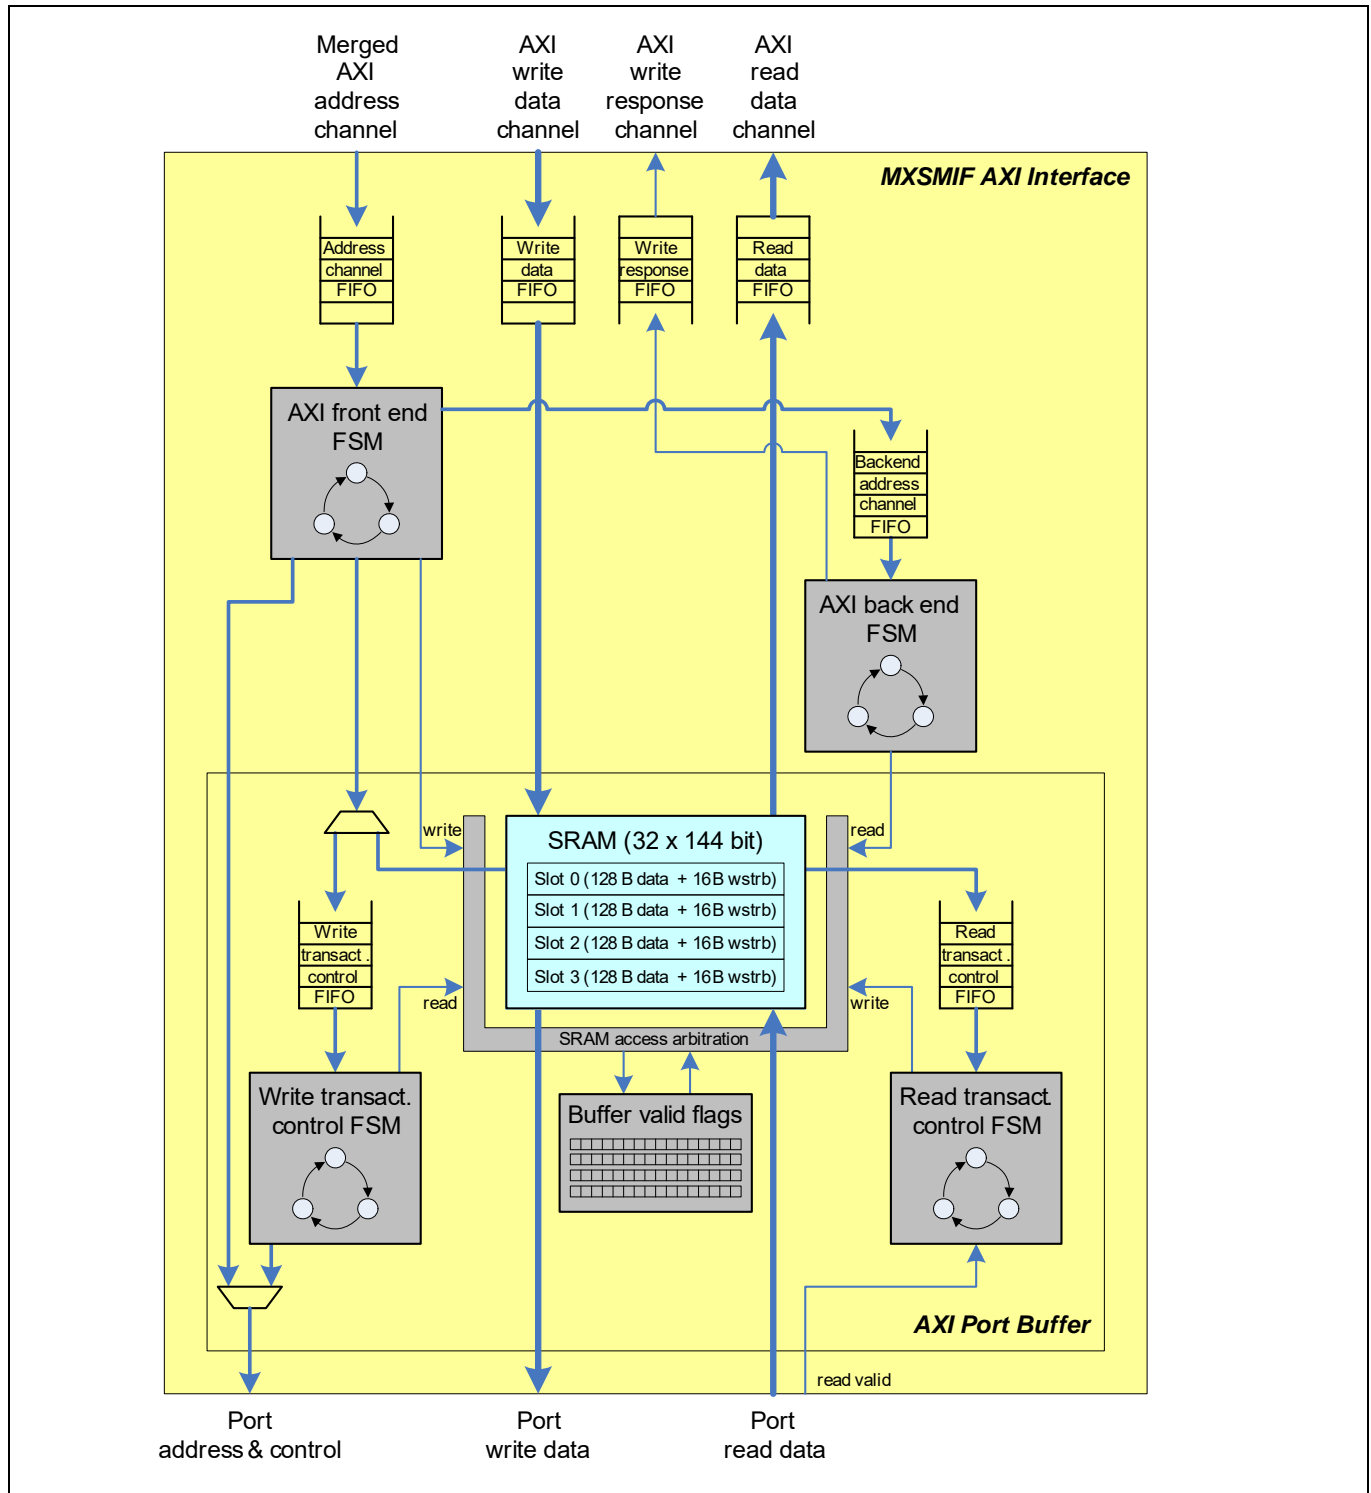 Merged
AXI
address
channel
AXI
write
data
channel
AXI
write
response
channel
AXI
read
data
channel
MXSMIF AXI Interface
Address
channel
FIFO
Write
data
FIFO
Write
response
FIFO
Read
data
FIFO
AXI front end
FSM
Backend
address
channel
FIFO
AXI back end
FSM
write
SRAM (32 x 144 bit)
read
Slot 0 (128 B data + 16B wstrb)
Slot 1 (128 B data + 16B wstrb)
Slot 2 (128 B data + 16B wstrb)
Slot 3 (128 B data + 16B wstrb)
Write
transact.
control
FIFO
read
Read
transact.
control
FIFO
write
SRAM access arbitration
Write transact.
control FSM
Buffer valid flags
Read transact.
control FSM
AXI Port Buffer
read valid
Port
address & control
Port
write data
Port
read data